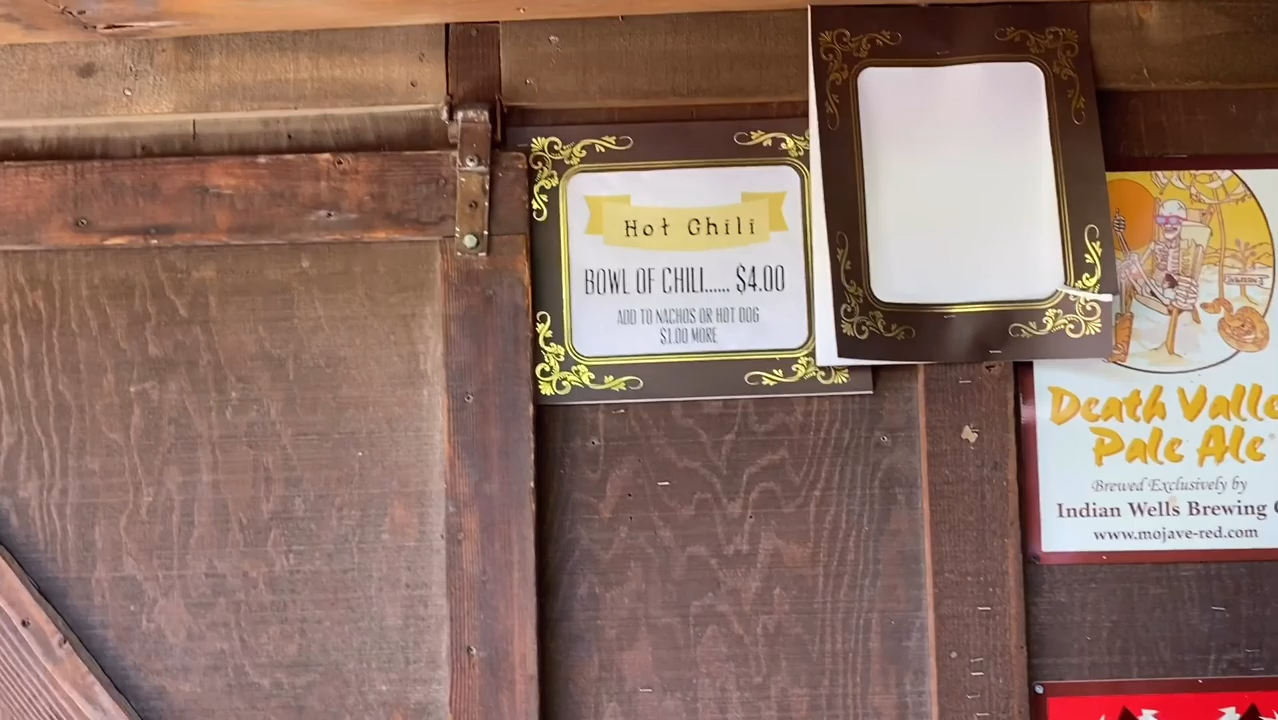 Hot Chili
BOWL OF CHILI...... $4.00
ADD TO NACHOS OR HOT DOG
$1.00 MORE
Death Valle
Pale Ale
Brewed Exclusively by
Indian Wells Brewing
www.mojave-red.com